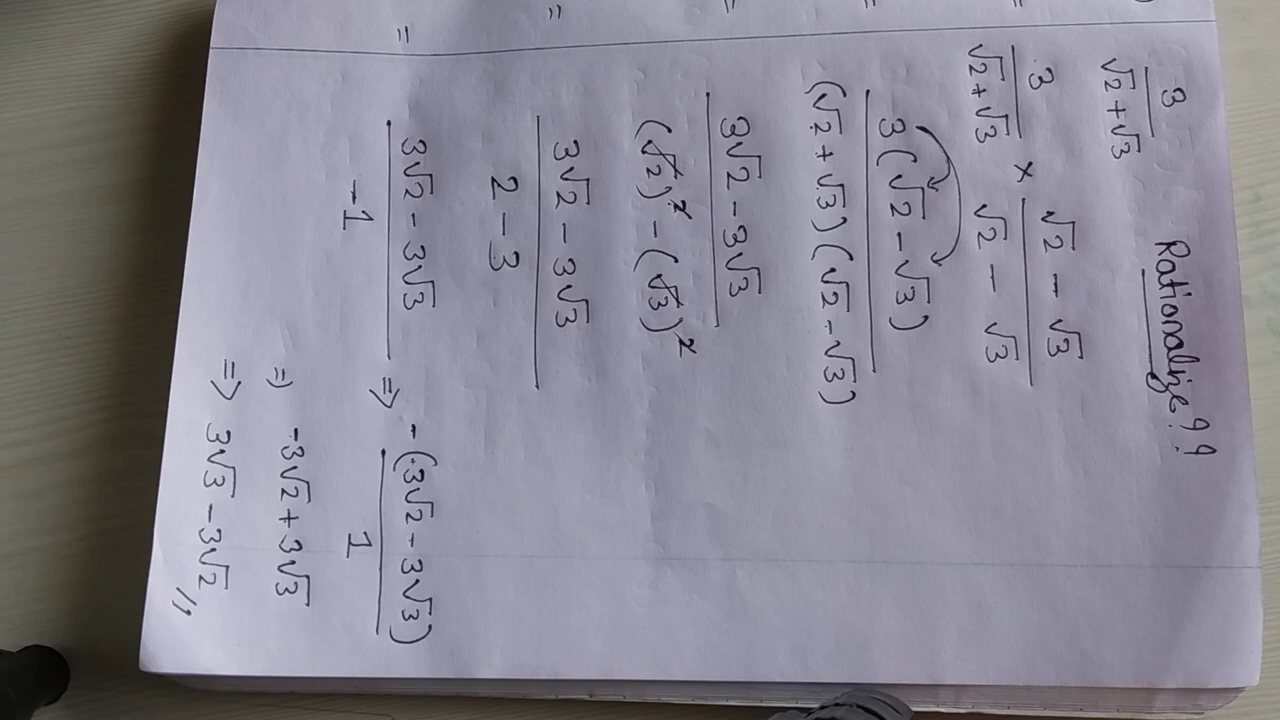 3/(√2+√3) Rationalize??
= 3/(√2+√3) × (√2 - √3)/(√2 - √3)
= 3(√2-√3)/(√2+√3)(√2-√3)
= (3√2-3√3)/((√2)²-(√3)²)
= (3√2-3√3)/(2-3)
= (3√2-3√3)/-1 => -(3√2-3√3)/1
=) -3√2+3√3
=> 3√3-3√2 //